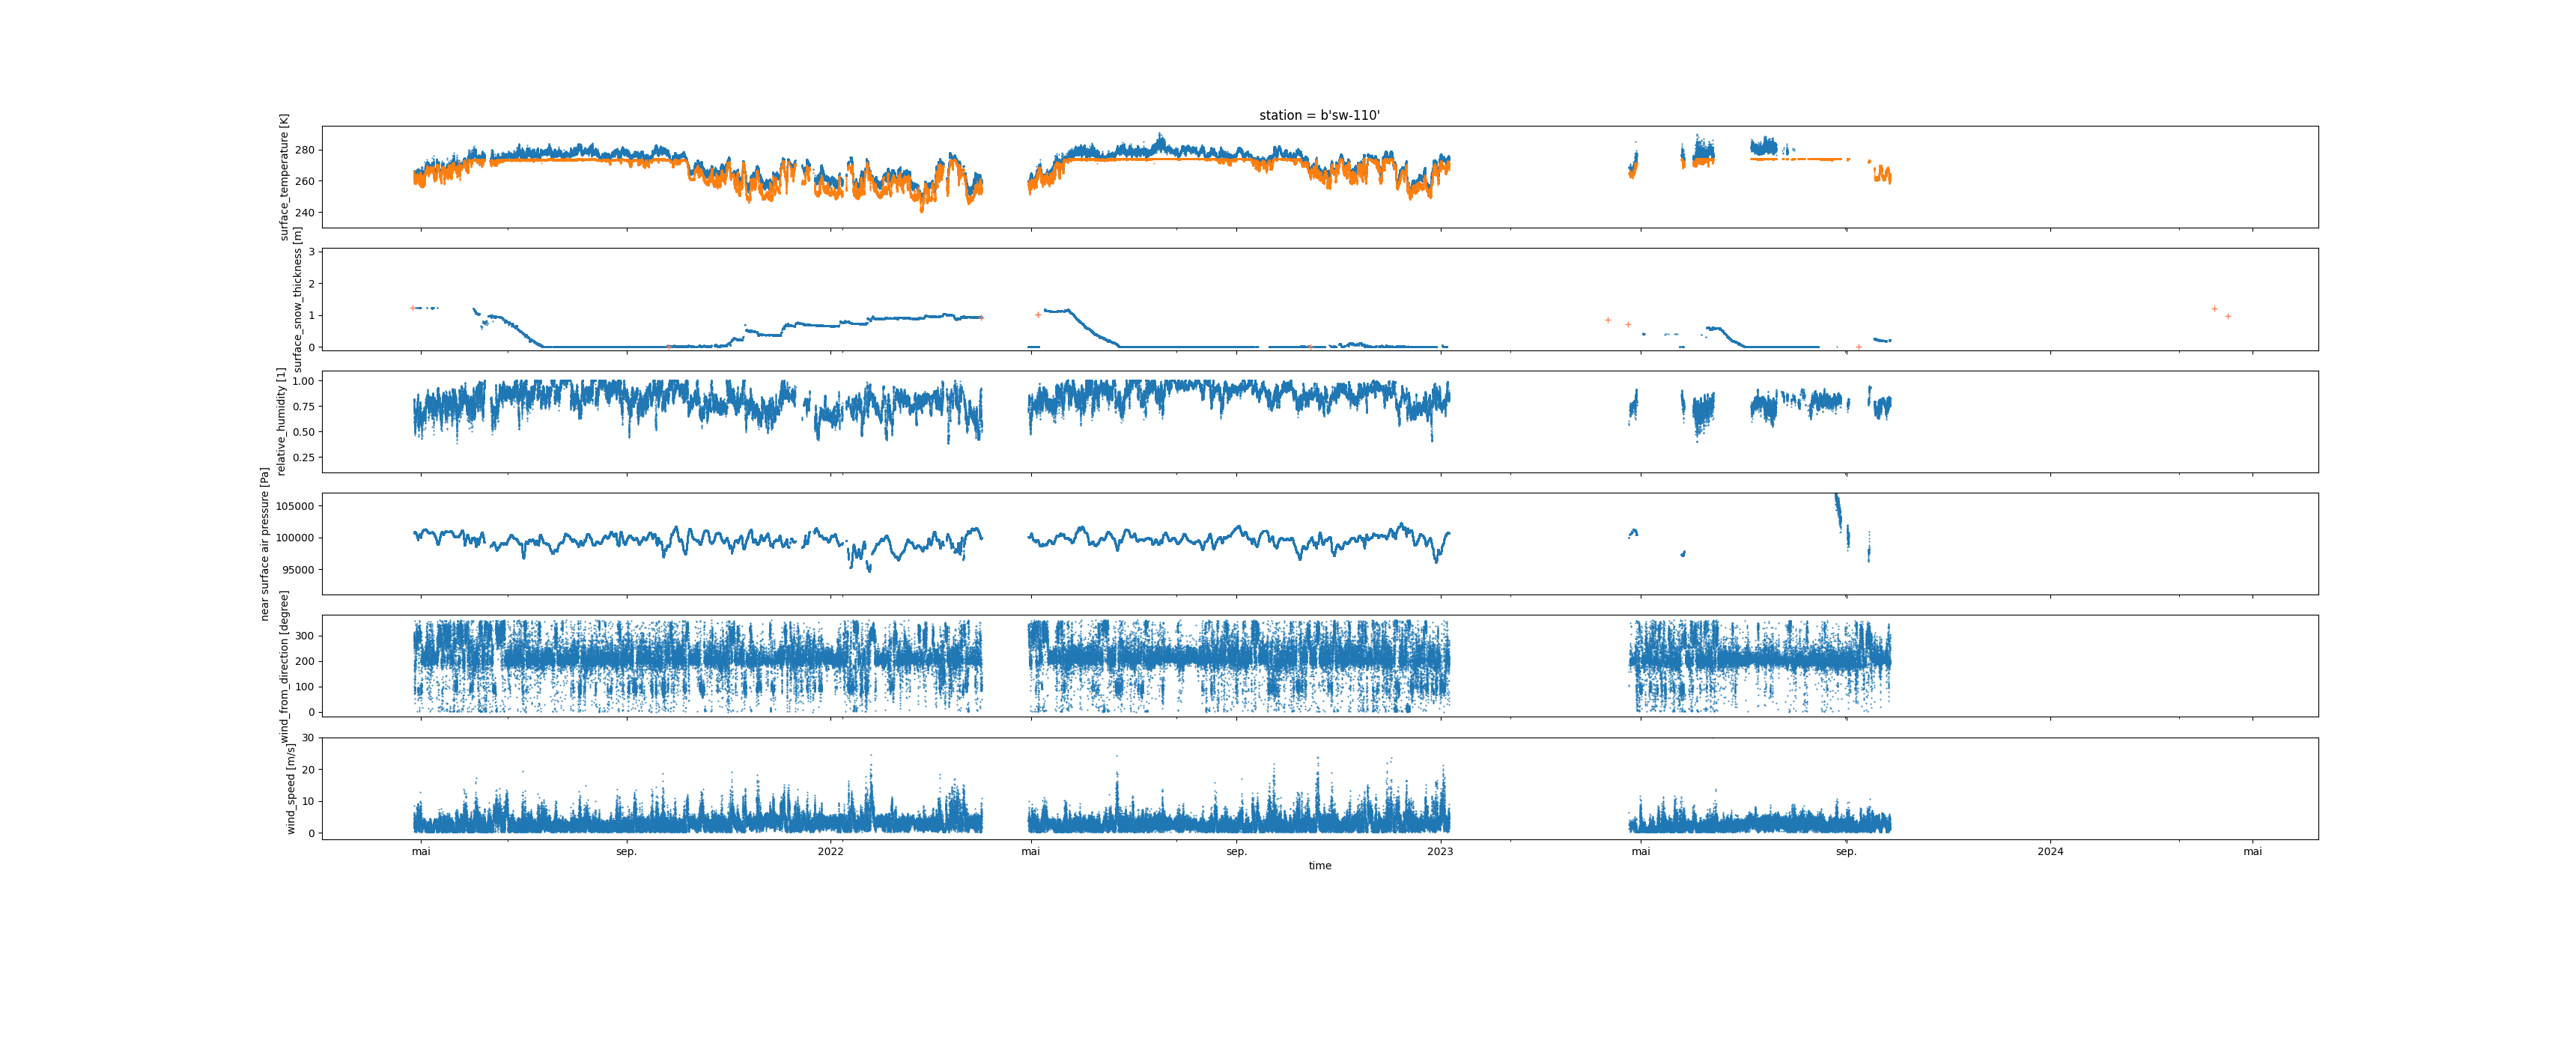 station = b'sw-110'
surface_temperature [K]
280
260
240
surface_snow_thickness [m]
3
2
1
0
relative_humidity [1]
1.00
0.75
0.50
0.25
near surface air pressure [Pa]
105000
100000
95000
wind_from_direction [degree]
300
200
100
0
wind_speed [m/s]
30
20
10
0
mai sep. 2022 mai sep. 2023 mai sep. 2024 mai
time